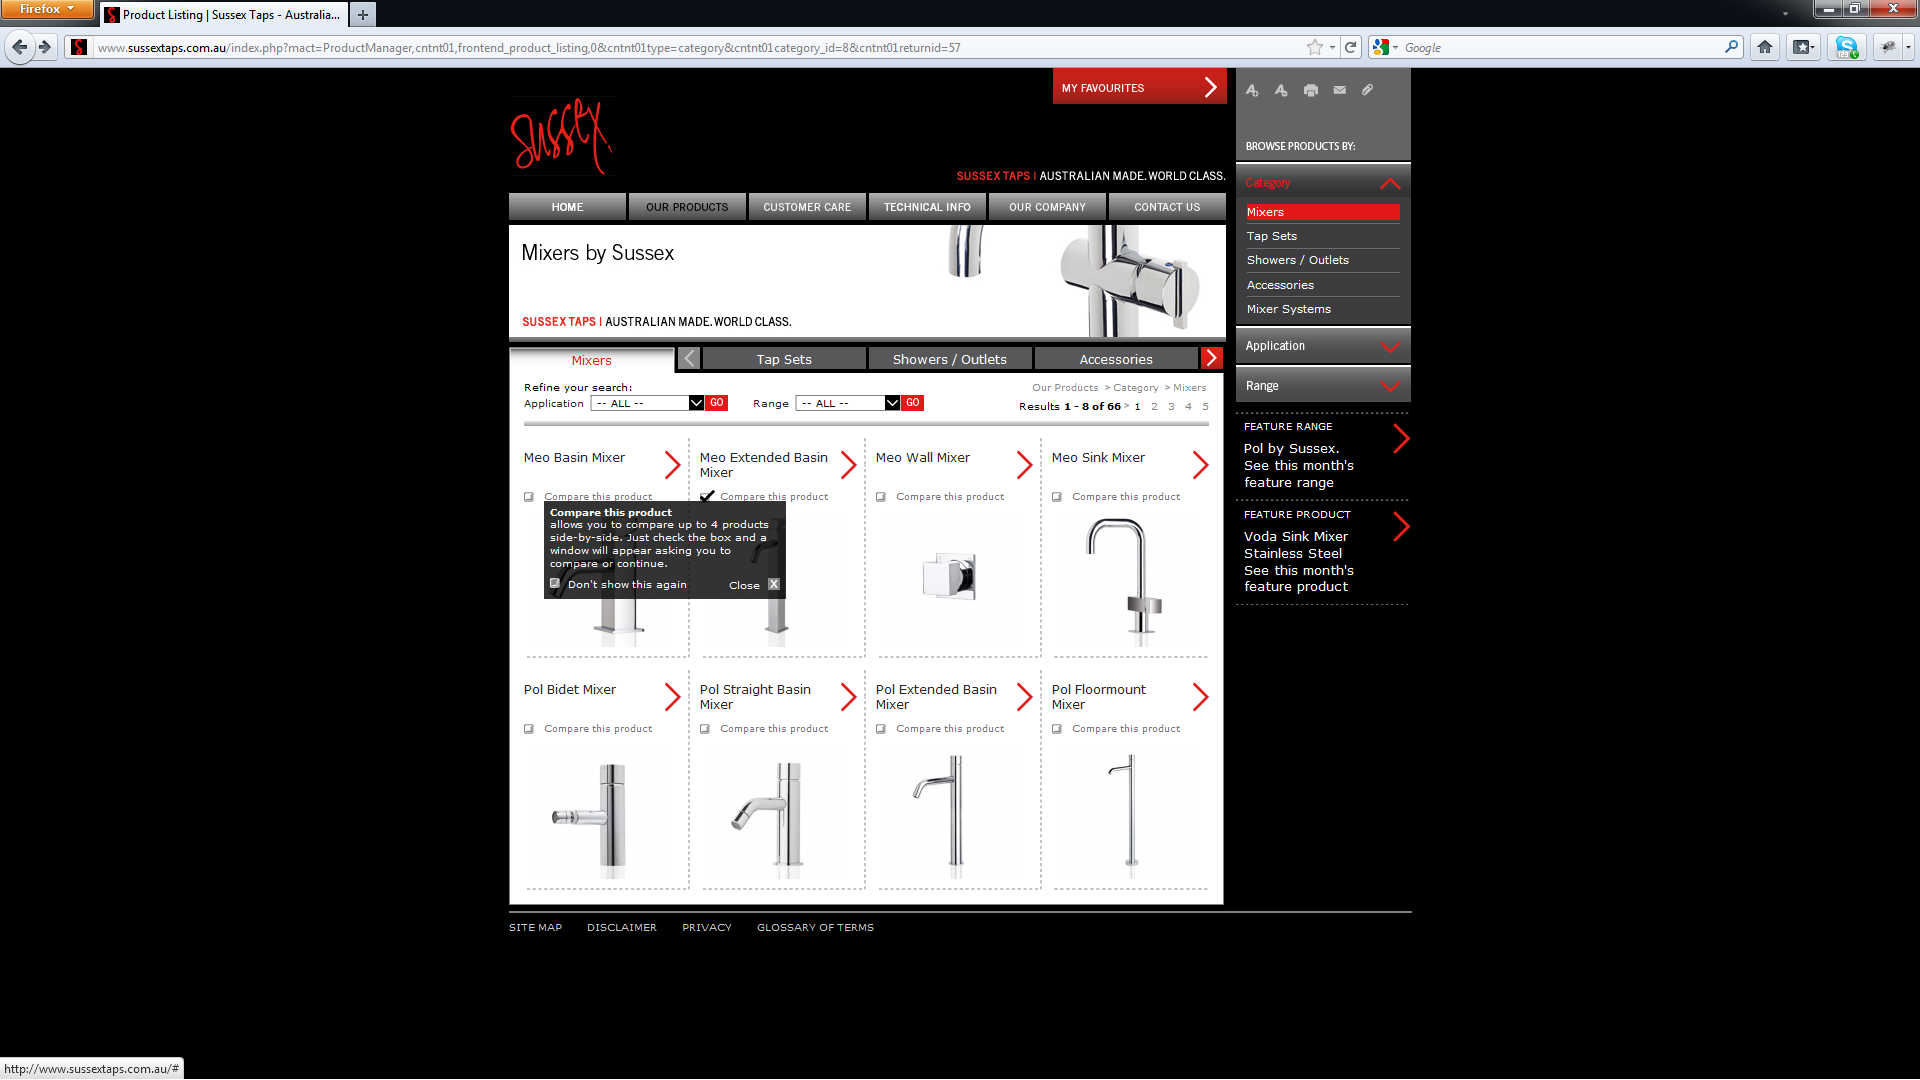 Firefox
Product Listing | Sussex Taps - Australia...
www.sussextaps.com.au/index.php?mact=ProductManager,cntnt01,frontend_product_listing,0&cntnt01type=category&cntnt01category_id=8&cntnt01returnid=57
Google
MY FAVOURITES
Sussex
SUSSEX TAPS | AUSTRALIAN MADE. WORLD CLASS.
HOME
OUR PRODUCTS
CUSTOMER CARE
TECHNICAL INFO
OUR COMPANY
CONTACT US
Mixers by Sussex
SUSSEX TAPS | AUSTRALIAN MADE. WORLD CLASS.
Mixers
Tap Sets
Showers / Outlets
Accessories
Refine your search:
Application -- ALL -- GO
Range -- ALL -- GO
Our Products > Category > Mixers
Results 1 - 8 of 66 > 1 2 3 4 5
Meo Basin Mixer
Compare this product
Meo Extended Basin
Mixer
Compare this product
Meo Wall Mixer
Compare this product
Meo Sink Mixer
Compare this product
Compare this product
allows you to compare up to 4 products
side-by-side. Just check the box and a
window will appear asking you to
compare or continue.
Don't show this again
Close X
Pol Bidet Mixer
Compare this product
Pol Straight Basin
Mixer
Compare this product
Pol Extended Basin
Mixer
Compare this product
Pol Floormount
Mixer
Compare this product
BROWSE PRODUCTS BY:
Category
Mixers
Tap Sets
Showers / Outlets
Accessories
Mixer Systems
Application
Range
FEATURE RANGE
Pol by Sussex.
See this month's
feature range
FEATURE PRODUCT
Voda Sink Mixer
Stainless Steel
See this month's
feature product
SITE MAP
DISCLAIMER
PRIVACY
GLOSSARY OF TERMS
http://www.sussextaps.com.au/#